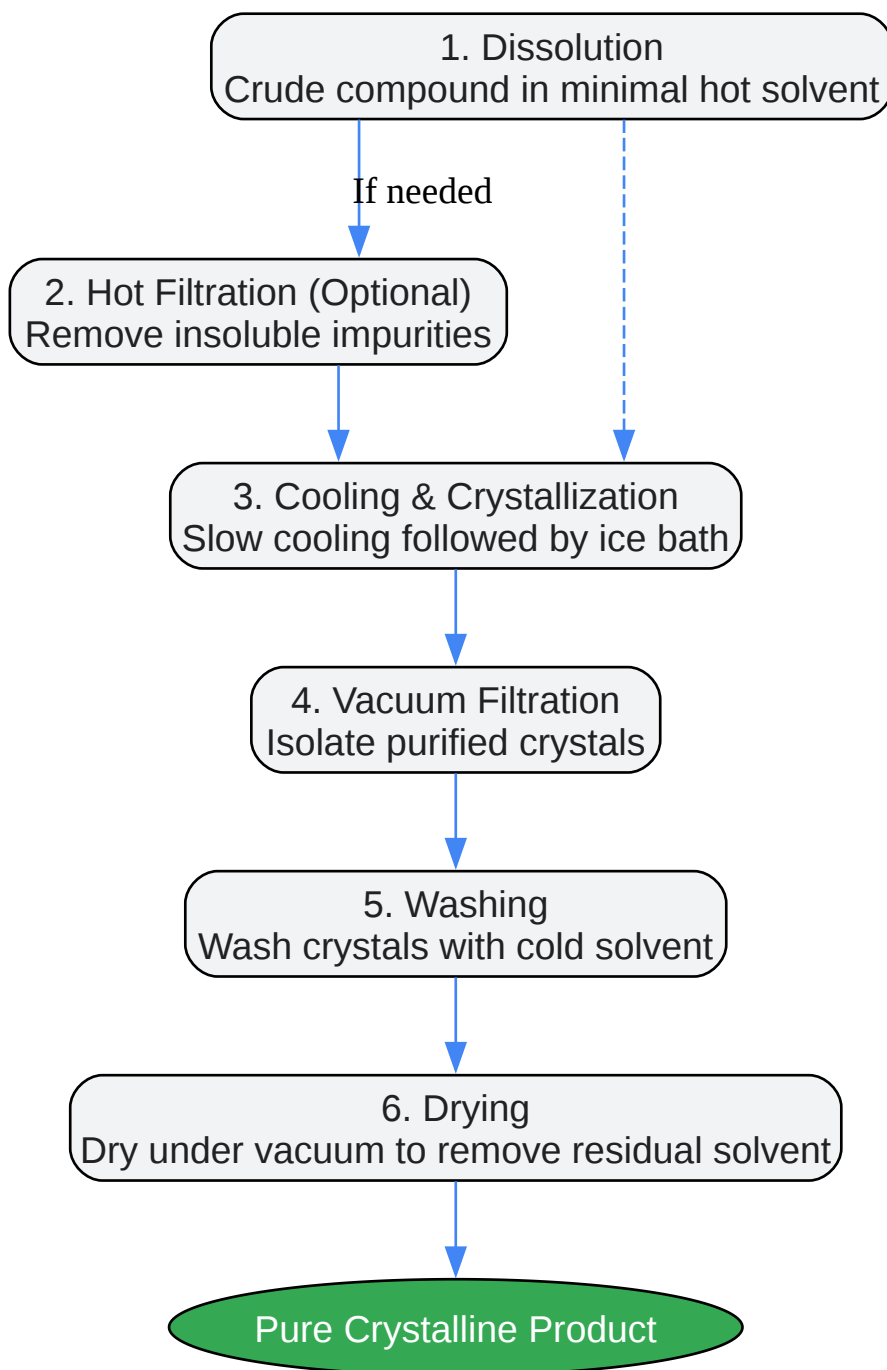 1. Dissolution
Crude compound in minimal hot solvent
If needed
2. Hot Filtration (Optional)
Remove insoluble impurities
3. Cooling & Crystallization
Slow cooling followed by ice bath
4. Vacuum Filtration
Isolate purified crystals
5. Washing
Wash crystals with cold solvent
6. Drying
Dry under vacuum to remove residual solvent
Pure Crystalline Product